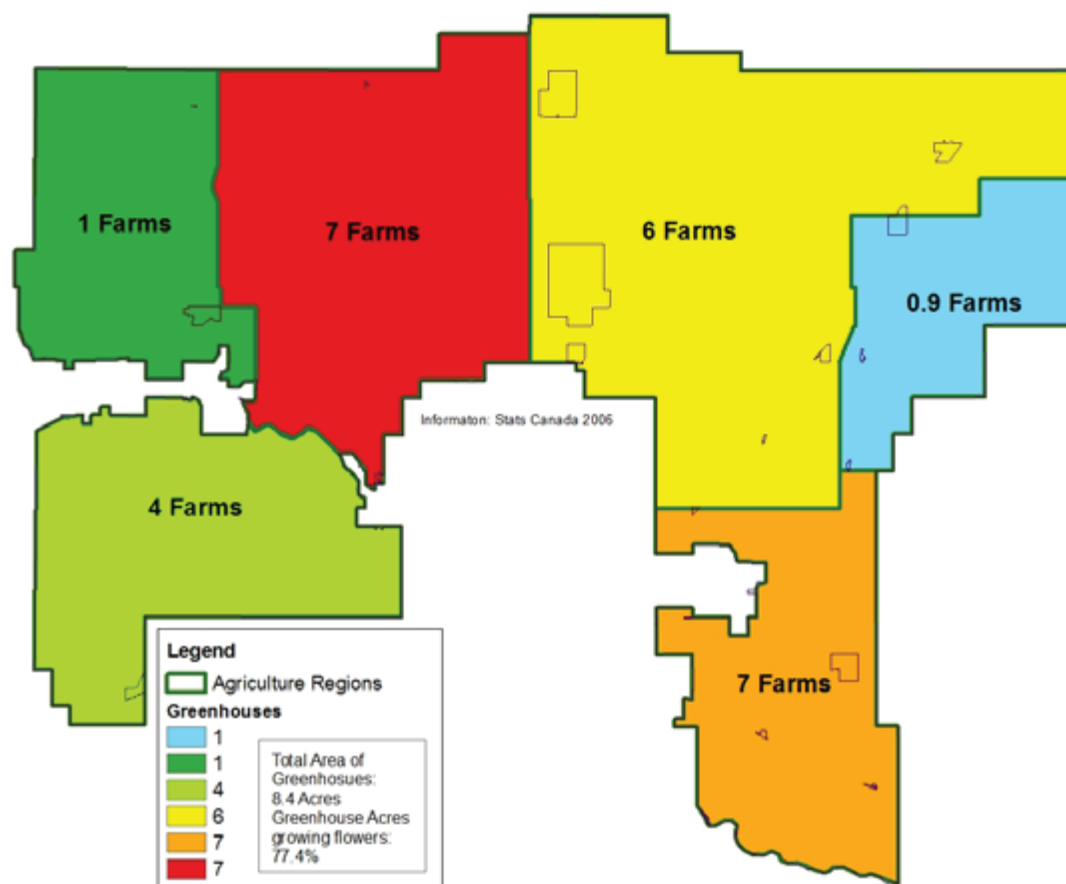 1 Farms
7 Farms
6 Farms
0.9 Farms
Informaton: Stats Canada 2006
4 Farms
7 Farms
Legend
Agriculture Regions
Greenhouses
1
1
4
6
7
7
Total Area of
Greenhosues:
8.4 Acres
Greenhouse Acres
growing flowers:
77.4%